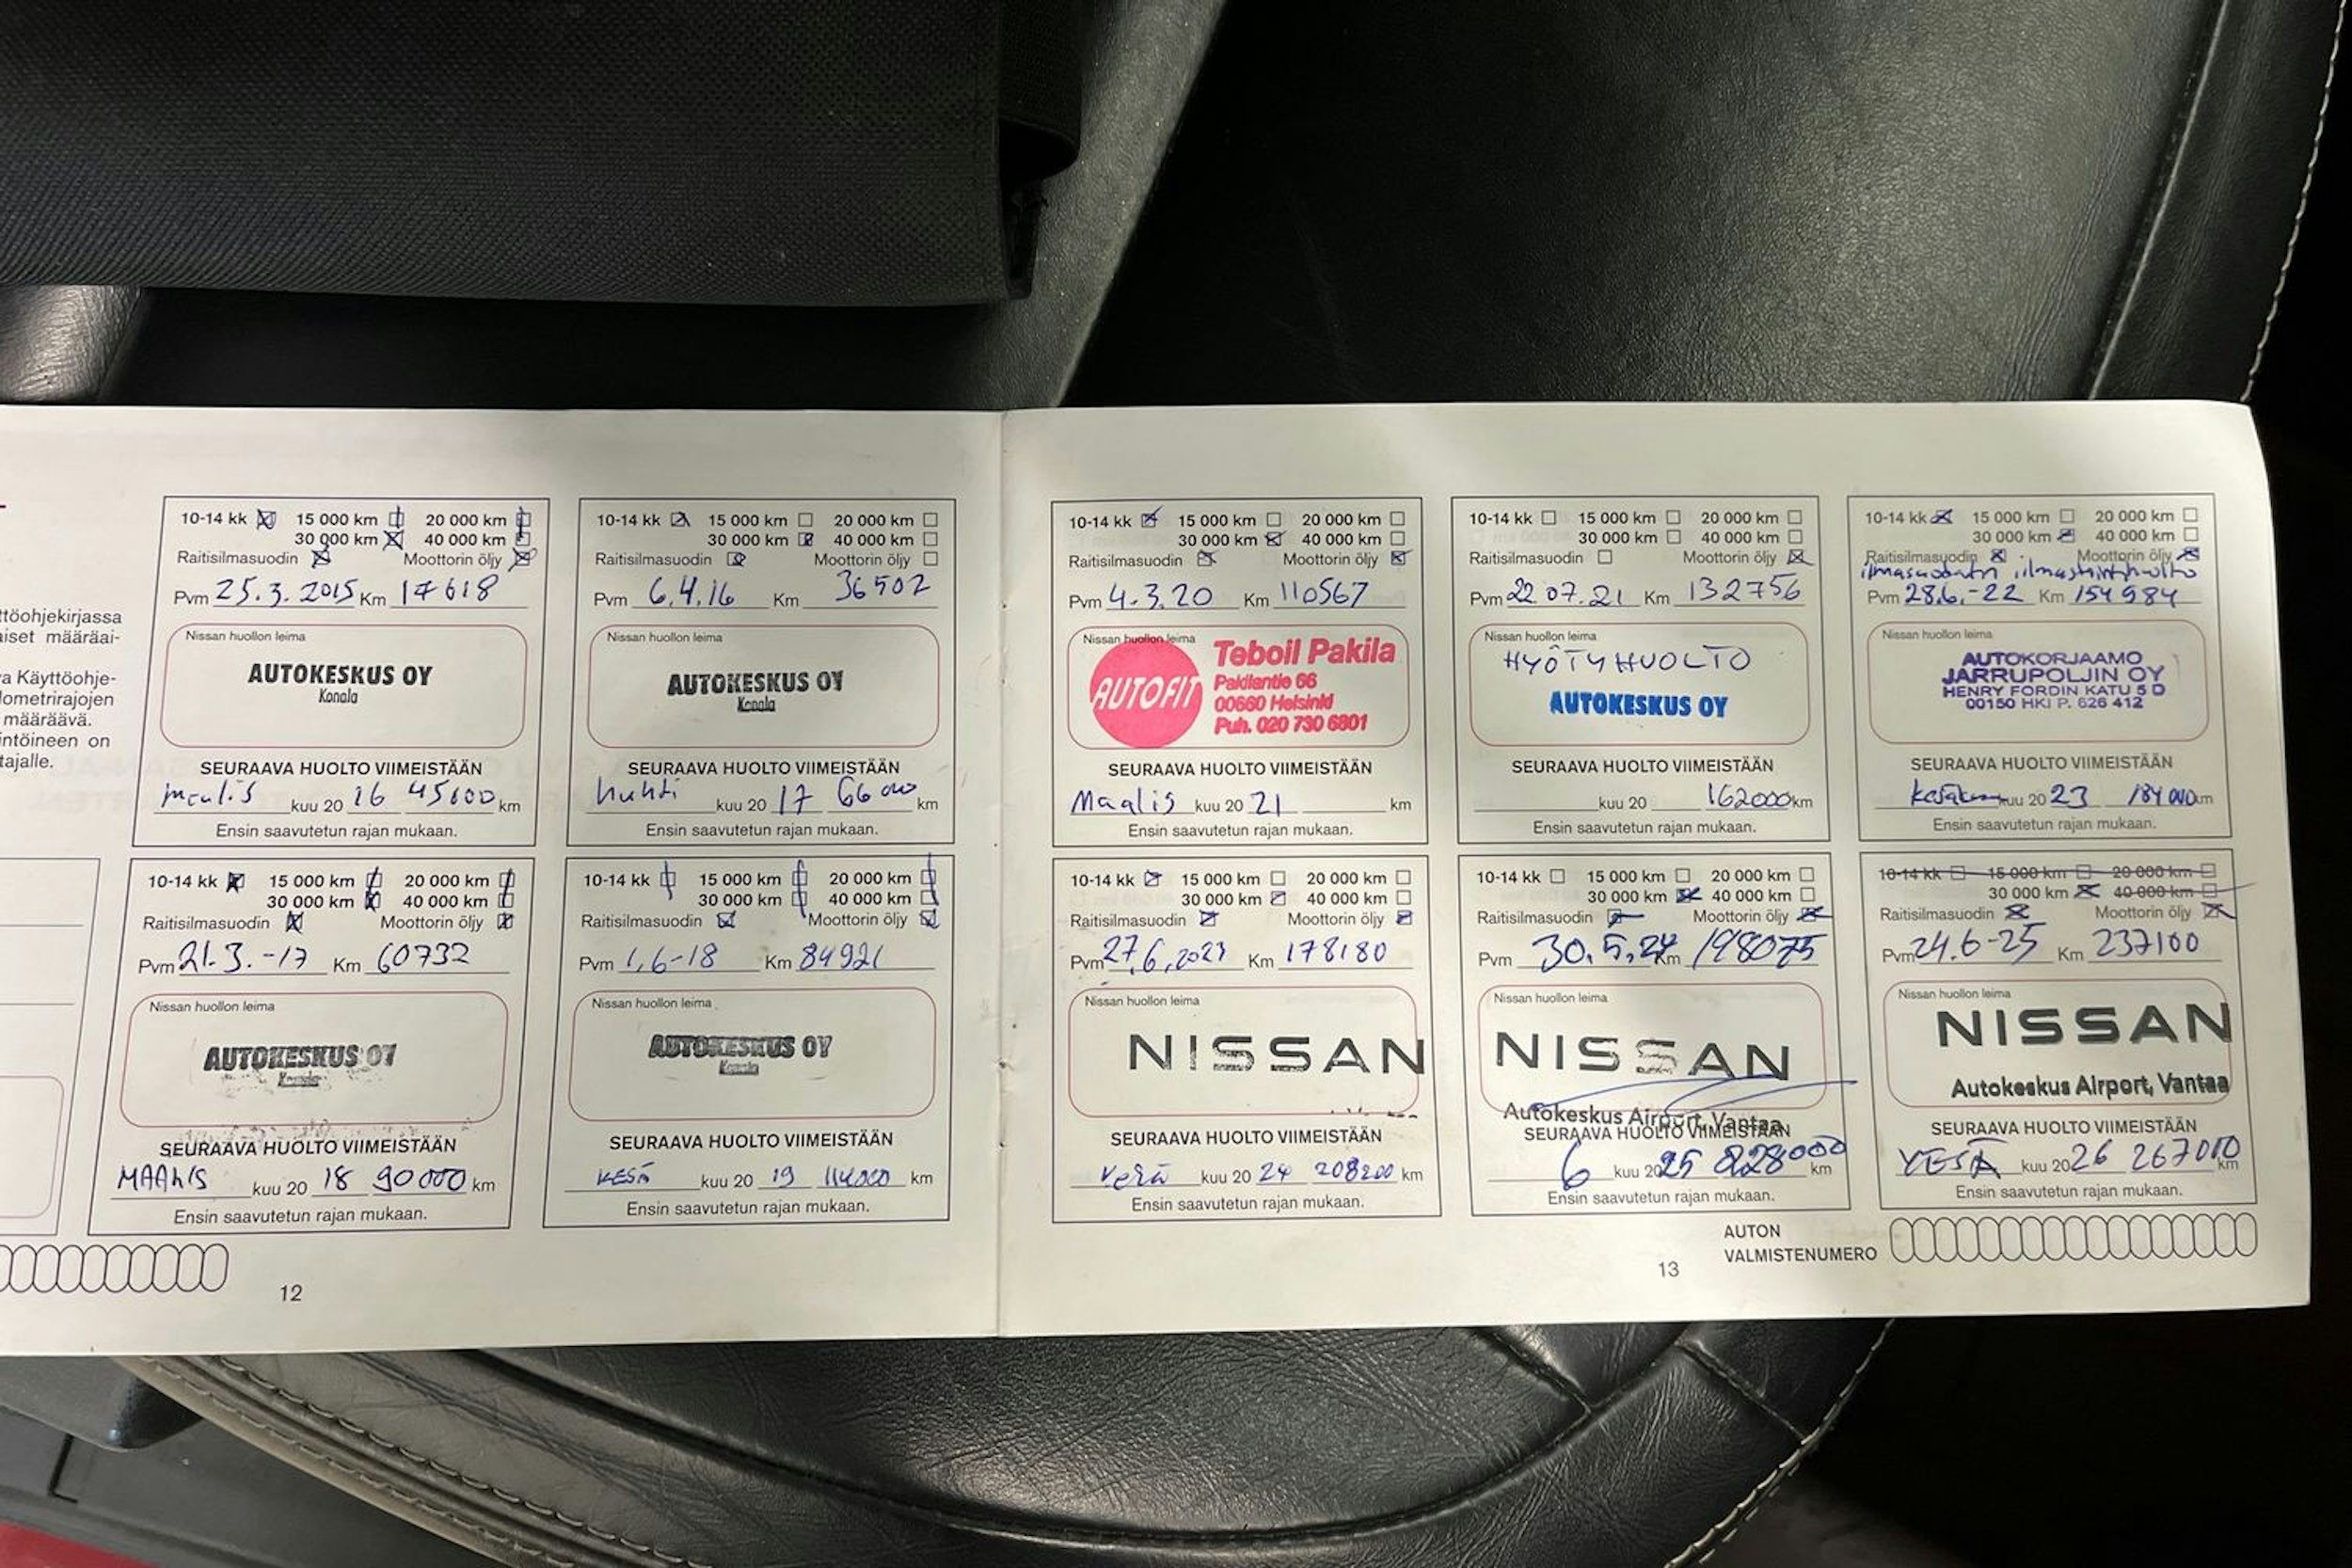 ttöohjekirjassa
aiset määräai-
va Käyttöohje-
lometrirajojen
määräävä.
intöineen on
tajalle.
10-14 kk 15 000 km 20 000 km
30 000 km 40 000 km
Raitisilmasuodin Moottorin öljy
Pvm 25.3.2015 Km 17618
Nissan huollon leima
AUTOKESKUS OY
Konala
SEURAAVA HUOLTO VIIMEISTÄÄN
maalis kuu 20 16 45000 km
Ensin saavutetun rajan mukaan.
10-14 kk 15 000 km 20 000 km
30 000 km 40 000 km
Raitisilmasuodin Moottorin öljy
Pvm 21.3.-17 Km 60732
Nissan huollon leima
AUTOKESKUS OY
Konala
SEURAAVA HUOLTO VIIMEISTÄÄN
MAALIS kuu 20 18 90000 km
Ensin saavutetun rajan mukaan.
10-14 kk 15 000 km 20 000 km
30 000 km 40 000 km
Raitisilmasuodin Moottorin öljy
Pvm 6.4.16 Km 36502
Nissan huollon leima
AUTOKESKUS OY
Konala
SEURAAVA HUOLTO VIIMEISTÄÄN
huhti kuu 20 17 66000 km
Ensin saavutetun rajan mukaan.
10-14 kk 15 000 km 20 000 km
30 000 km 40 000 km
Raitisilmasuodin Moottorin öljy
Pvm 1.6-18 Km 84921
Nissan huollon leima
AUTOKESKUS OY
Konala
SEURAAVA HUOLTO VIIMEISTÄÄN
KESÄ kuu 20 19 114000 km
Ensin saavutetun rajan mukaan.
12
10-14 kk 15 000 km 20 000 km
30 000 km 40 000 km
Raitisilmasuodin Moottorin öljy
Pvm 4.3.20 Km 110567
Nissan huollon leima
AUTOFIT
Teboil Pakila
Pakilantie 66
00660 Helsinki
Puh. 020 730 6801
SEURAAVA HUOLTO VIIMEISTÄÄN
Maalis kuu 20 21 km
Ensin saavutetun rajan mukaan.
10-14 kk 15 000 km 20 000 km
30 000 km 40 000 km
Raitisilmasuodin Moottorin öljy
Pvm 22.07.21 Km 132756
Nissan huollon leima
HYÖTYHUOLTO
AUTOKESKUS OY
SEURAAVA HUOLTO VIIMEISTÄÄN
kuu 20 162000 km
Ensin saavutetun rajan mukaan.
10-14 kk 15 000 km 20 000 km
30 000 km 40 000 km
Raitisilmasuodin Moottorin öljy
ilmasuodatin ilmastointihuolto
Pvm 28.6.-22 Km 154984
Nissan huollon leima
AUTOKORJAAMO
JARRUPOLJIN OY
HENRY FORDIN KATU 5 D
00150 HKI P. 626 412
SEURAAVA HUOLTO VIIMEISTÄÄN
kuu 20 23 184 000 km
Ensin saavutetun rajan mukaan.
10-14 kk 15 000 km 20 000 km
30 000 km 40 000 km
Raitisilmasuodin Moottorin öljy
Pvm 27.6.2023 Km 178180
Nissan huollon leima
NISSAN
SEURAAVA HUOLTO VIIMEISTÄÄN
kesä kuu 20 24 208200 km
Ensin saavutetun rajan mukaan.
10-14 kk 15 000 km 20 000 km
30 000 km 40 000 km
Raitisilmasuodin Moottorin öljy
Pvm 30.5.24 Km 198075
Nissan huollon leima
NISSAN
Autokeskus Airport, Vantaa
SEURAAVA HUOLTO VIIMEISTÄÄN
6 kuu 20 25 228000 km
Ensin saavutetun rajan mukaan.
10-14 kk 15 000 km 20 000 km
30 000 km 40 000 km
Raitisilmasuodin Moottorin öljy
Pvm 24.6-25 Km 237100
Nissan huollon leima
NISSAN
Autokeskus Airport, Vantaa
SEURAAVA HUOLTO VIIMEISTÄÄN
KESÄ kuu 20 26 267000 km
Ensin saavutetun rajan mukaan.
AUTON
VALMISTENUMERO
13